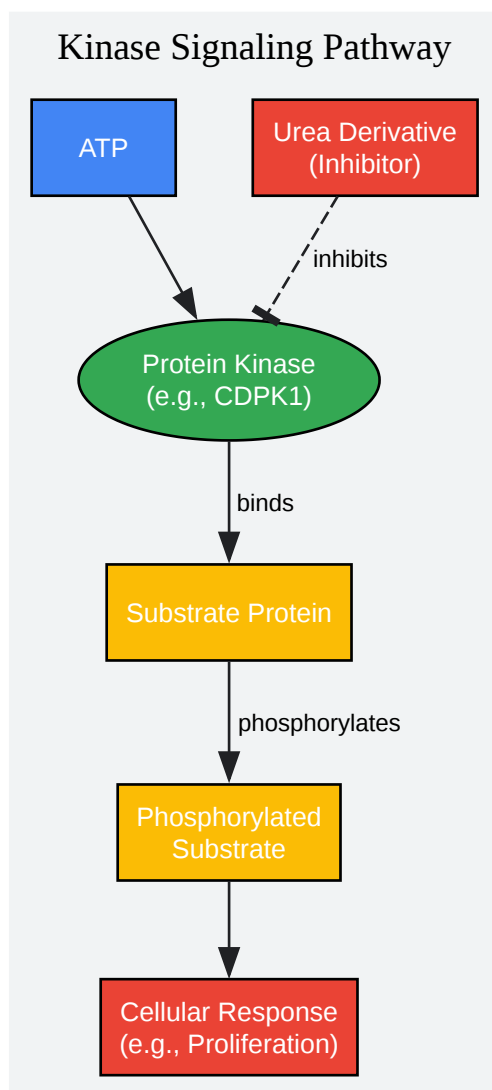 Kinase Signaling Pathway
ATP
Urea Derivative
(Inhibitor)
inhibits
Protein Kinase
(e.g., CDPK1)
binds
Substrate Protein
phosphorylates
Phosphorylated
Substrate
Cellular Response
(e.g., Proliferation)